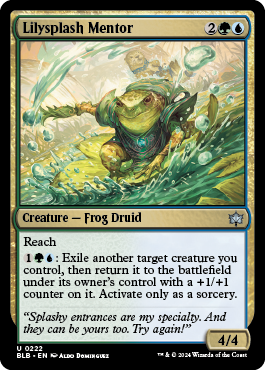 Lilysplash Mentor 2
Creature — Frog Druid
Reach
1: Exile another target creature you
control, then return it to the battlefield
under its owner's control with a +1/+1
counter on it. Activate only as a sorcery.
“Splashy entrances are my specialty. And
they can be yours too. Try again!”
4/4
U 0222
BLB • EN Aldo Domínguez
™ & © 2024 Wizards of the Coast